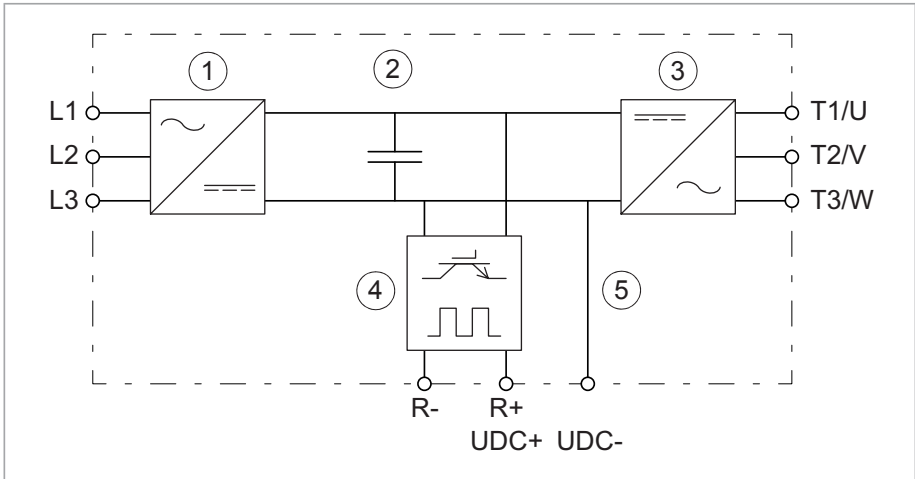 1 2 3
L1 T1/U
L2 T2/V
L3 T3/W
4 5
R- R+
UDC+ UDC-